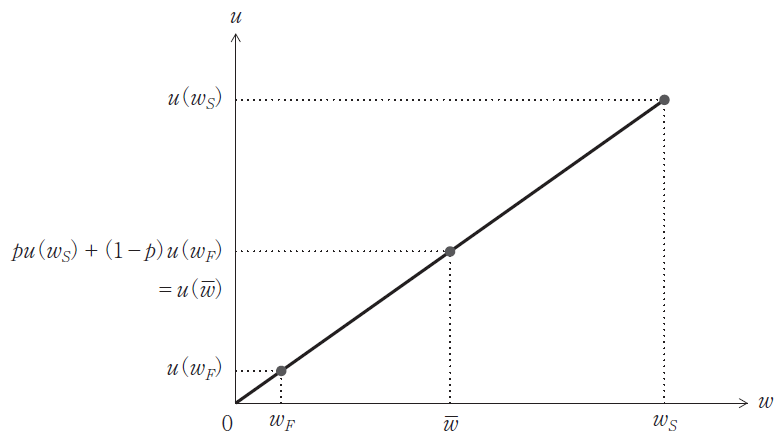 u
u(w_S)
pu(w_S) + (1−p)u(w_F)
= u(w̅)
u(w_F)
0
w_F
w̅
w_S
w